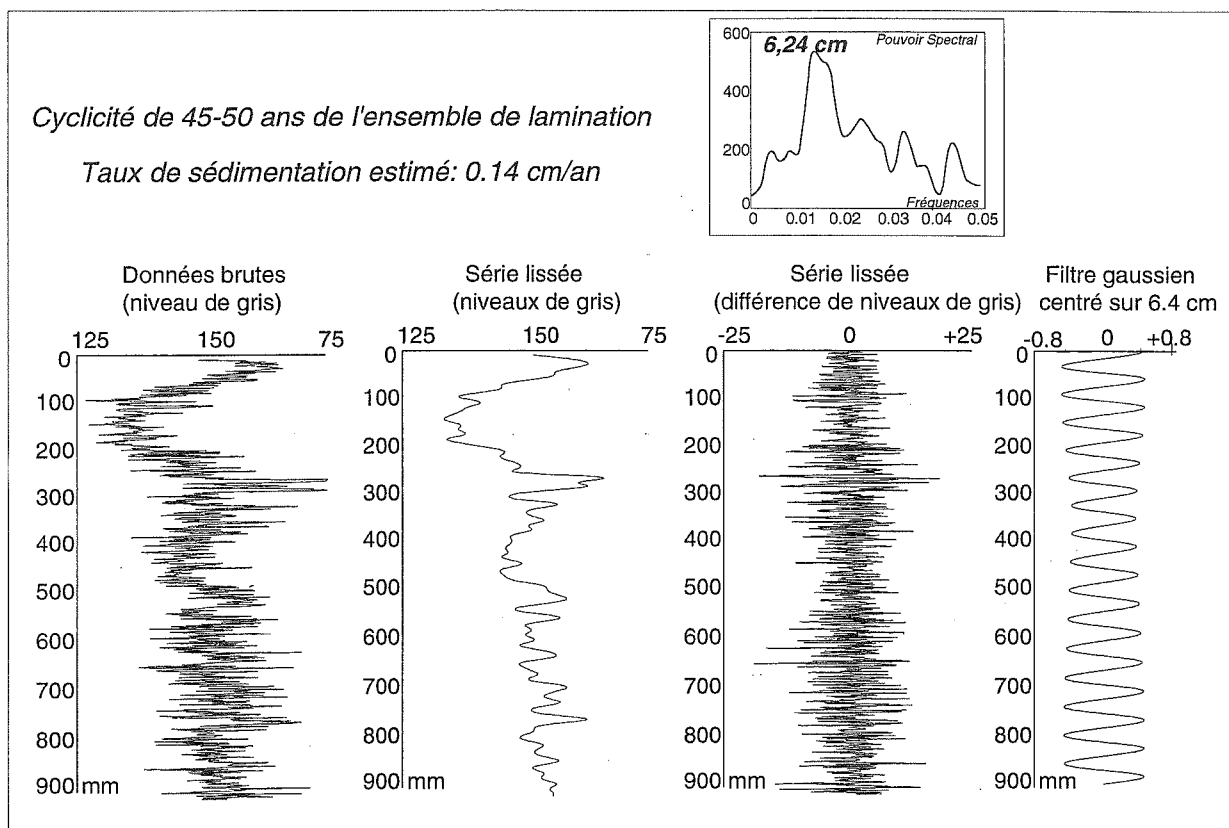 Cyclicité de 45-50 ans de l'ensemble de lamination
Taux de sédimentation estimé: 0.14 cm/an
6,24 cm
Pouvoir Spectral
600
400
200
0
Fréquences
0 0.01 0.02 0.03 0.04 0.05
Données brutes
(niveau de gris)
125 150 75
0
100
200
300
400
500
600
700
800
900 mm
Série lissée
(niveaux de gris)
125 150 75
0
100
200
300
400
500
600
700
800
900 mm
Série lissée
(différence de niveaux de gris)
-25 0 +25
0
100
200
300
400
500
600
700
800
900 mm
Filtre gaussien
centré sur 6.4 cm
-0.8 0 +0.8
0
100
200
300
400
500
600
700
800
900 mm